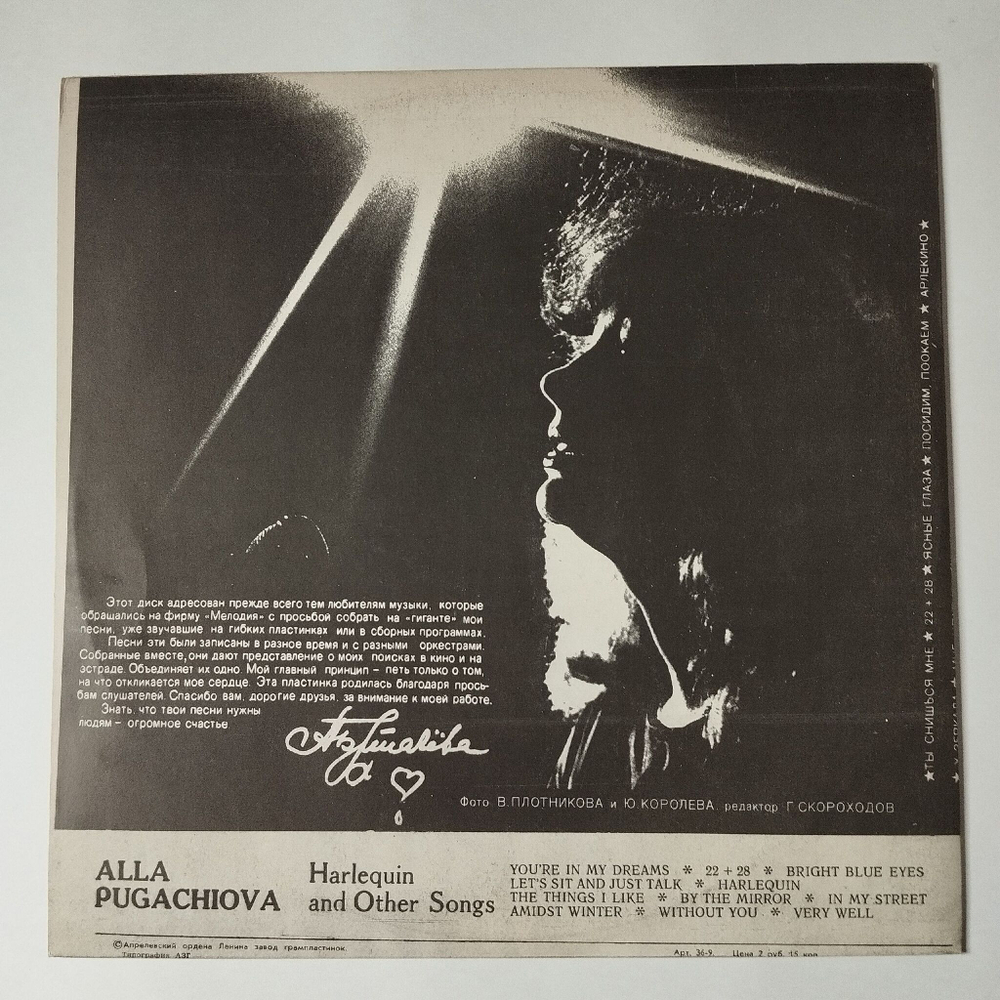 Этот диск адресован прежде всего тем любителям музыки, которые
обращались на фирму «Мелодия» с просьбой собрать на «гиганте» мои
песни, уже звучавшие на гибких пластинках или в сборных программах.
Песни эти были записаны в разное время и с разными оркестрами.
Собранные вместе, они дают представление о моих поисках в кино и на
эстраде. Объединяет их одно. Мой главный принцип – петь только о том,
на что откликается мое сердце. Эта пластинка родилась благодаря прось-
бам слушателей. Спасибо вам, дорогие друзья, за внимание к моей работе.
Знать, что твои песни нужны
людям – огромное счастье.
Фото В.ПЛОТНИКОВА и Ю.КОРОЛЕВА, редактор Г.СКОРОХОДОВ
★ТЫ СНИШЬСЯ МНЕ ★ 22 + 28 ★ ЯСНЫЕ ГЛАЗА ★ ПОСИДИМ, ПООКАЕМ ★ АРЛЕКИНО ★
ALLA
PUGACHIOVA
Harlequin
and Other Songs
YOU'RE IN MY DREAMS * 22 + 28 * BRIGHT BLUE EYES
LET'S SIT AND JUST TALK * HARLEQUIN
THE THINGS I LIKE * BY THE MIRROR * IN MY STREET
AMIDST WINTER * WITHOUT YOU * VERY WELL
©Апрелевский ордена Ленина завод грампластинок.
Типография АЗГ
Арт. 36-9. Цена 2 руб. 15 коп.